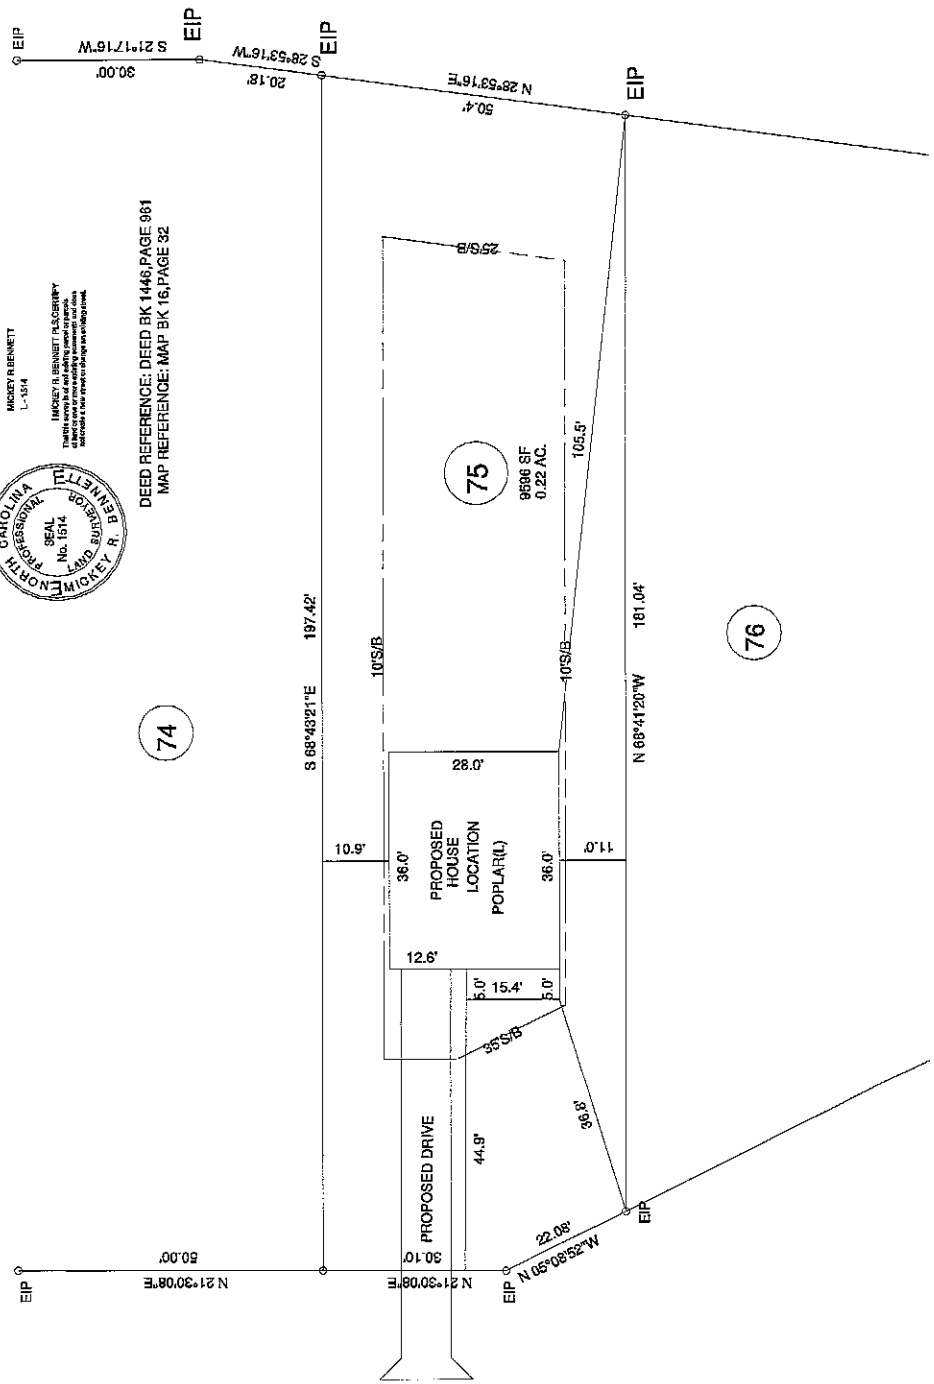 EIP
S 21°17'16"W
30.00'
EIP
S 28°53'16"W
20.18'
EIP
N 28°53'16"E
50.4'
EIP
MICKEY R.BENNETT
L - 1514
I MICKEY R. BENNETT PLS,CERTIFY
NORTH CAROLINA
PROFESSIONAL
SEAL
No. 1514
LAND SURVEYOR
MICKEY R. BENNETT
DEED REFERENCE: DEED BK 1446,PAGE 961
MAP REFERENCE: MAP BK 16,PAGE 32
74
S 68°43'21"E 197.42'
10'S/B
25'S/B
75
9596 SF
0.22 AC.
105.5'
10'S/B
N 68°41'20"W 181.04'
76
10.9'
36.0'
28.0'
PROPOSED
HOUSE
LOCATION
POPLAR(L)
36.0'
11.0'
12.6'
5.0'
15.4'
5.0'
35'S/B
36.8'
PROPOSED DRIVE
44.9'
EIP
50.00'
N 21°30'08"E
30.10'
N 21°30'08"E
EIP
22.08'
N 05°08'52"W
EIP